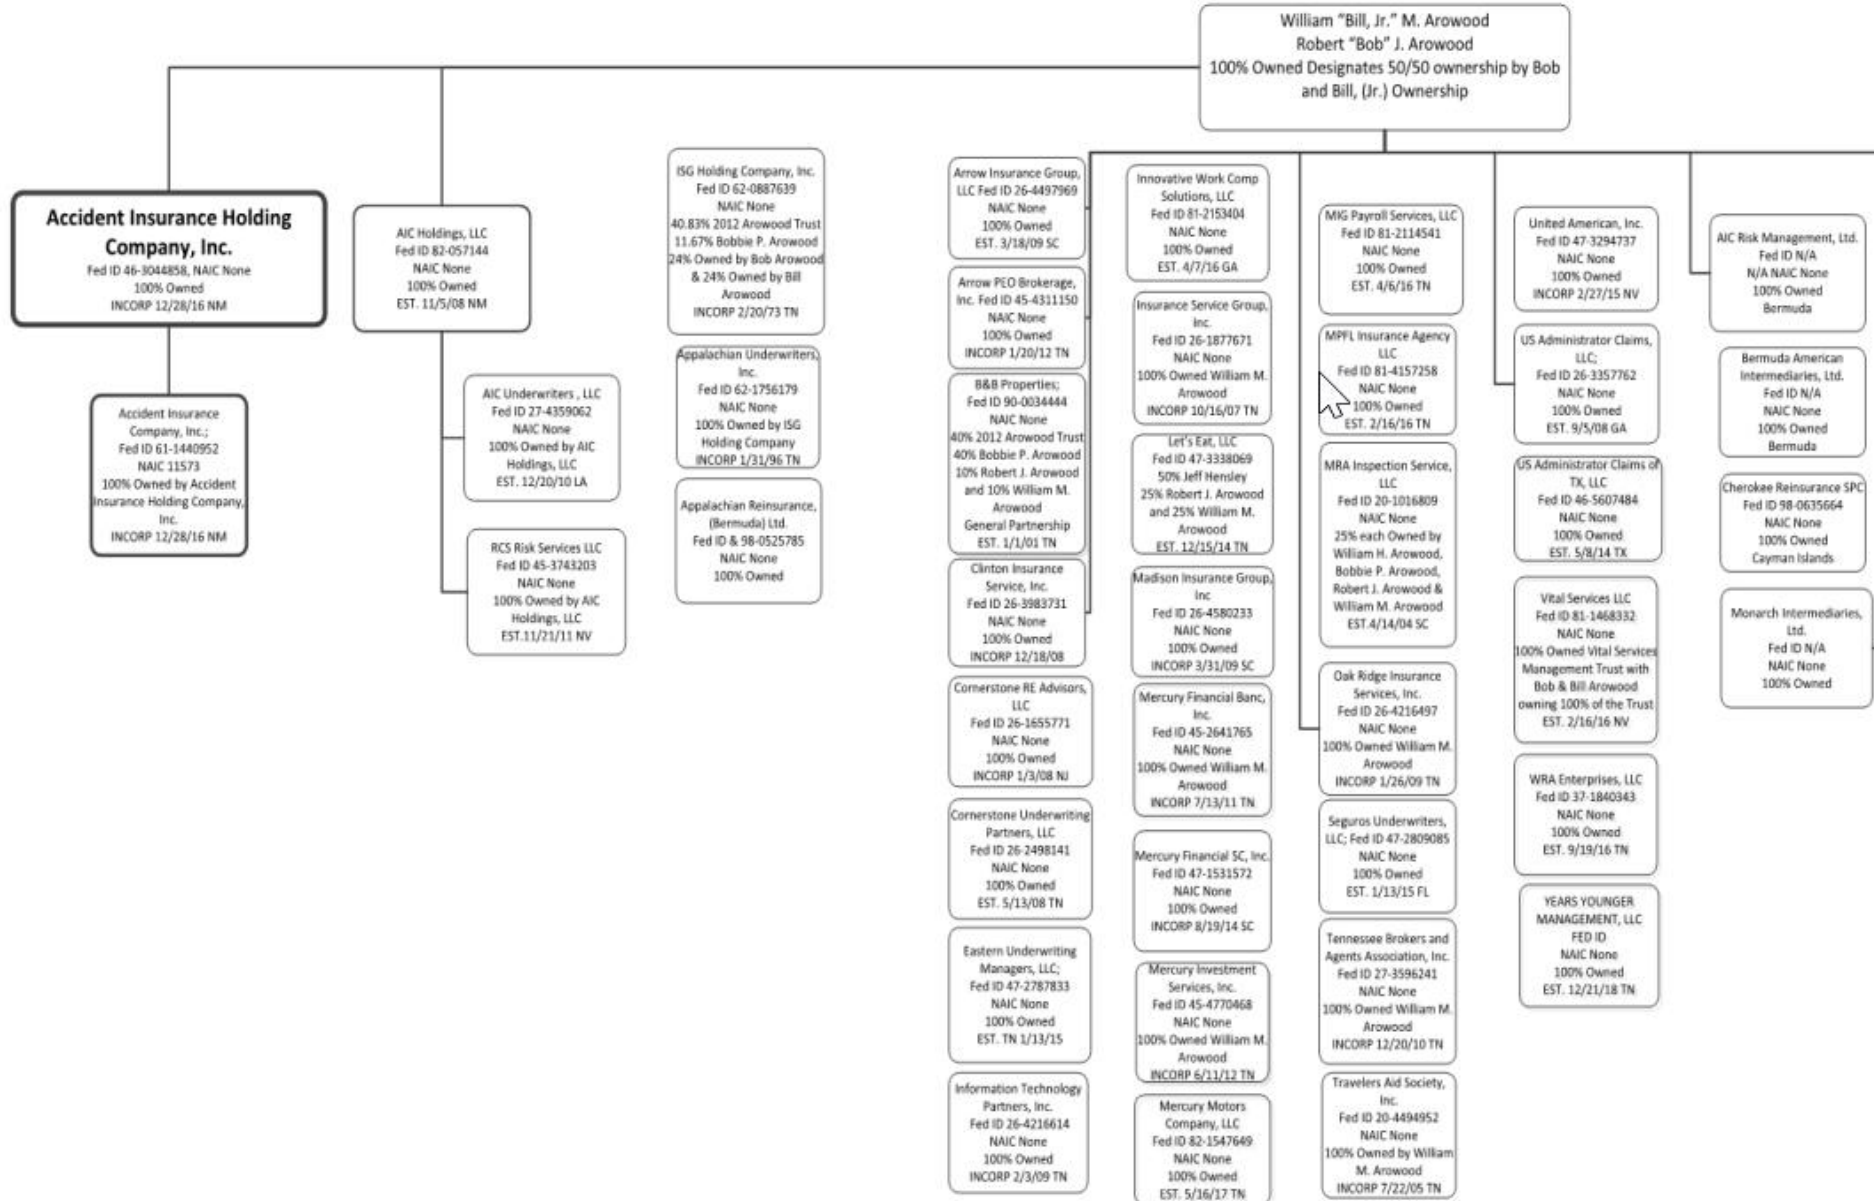 William "Bill, Jr." M. Arowood
Robert "Bob" J. Arowood
100% Owned Designates 50/50 ownership by Bob
and Bill, (Jr.) Ownership
Accident Insurance Holding
Company, Inc.
Fed ID 46-3044858, NAIC None
100% Owned
INCORP 12/28/16 NM
Accident Insurance
Company, Inc.;
Fed ID 61-1440952
NAIC 11573
100% Owned by Accident
Insurance Holding Company,
Inc.
INCORP 12/28/16 NM
AIC Holdings, LLC
Fed ID 82-057144
NAIC None
100% Owned
EST. 11/5/08 NM
AIC Underwriters , LLC
Fed ID 27-4359062
NAIC None
100% Owned by AIC
Holdings, LLC
EST. 12/20/10 LA
RCS Risk Services LLC
Fed ID 45-3743203
NAIC None
100% Owned by AIC
Holdings, LLC
EST.11/21/11 NV
ISG Holding Company, Inc.
Fed ID 62-0887639
NAIC None
40.83% 2012 Arowood Trust
11.67% Bobbie P. Arowood
24% Owned by Bob Arowood
& 24% Owned by Bill
Arowood
INCORP 2/20/73 TN
Appalachian Underwriters,
Inc.
Fed ID 62-1756179
NAIC None
100% Owned by ISG
Holding Company
INCORP 1/31/96 TN
Appalachian Reinsurance,
(Bermuda) Ltd.
Fed ID & 98-0525785
NAIC None
100% Owned
Arrow Insurance Group,
LLC Fed ID 26-4497969
NAIC None
100% Owned
EST. 3/18/09 SC
Arrow PEO Brokerage,
Inc. Fed ID 45-4311150
NAIC None
100% Owned
INCORP 1/20/12 TN
B&B Properties;
Fed ID 90-0034444
NAIC None
40% 2012 Arowood Trust
40% Bobbie P. Arowood
10% Robert J. Arowood
and 10% William M.
Arowood
General Partnership
EST. 1/1/01 TN
Clinton Insurance
Service, Inc.
Fed ID 26-3983731
NAIC None
100% Owned
INCORP 12/18/08
Cornerstone RE Advisors,
LLC
Fed ID 26-1655771
NAIC None
100% Owned
INCORP 1/3/08 NJ
Cornerstone Underwriting
Partners, LLC
Fed ID 26-2498141
NAIC None
100% Owned
EST. 5/13/08 TN
Eastern Underwriting
Managers, LLC;
Fed ID 47-2787833
NAIC None
100% Owned
EST. TN 1/13/15
Information Technology
Partners, Inc.
Fed ID 26-4216614
NAIC None
100% Owned
INCORP 2/3/09 TN
Innovative Work Comp
Solutions, LLC
Fed ID 81-2153404
NAIC None
100% Owned
EST. 4/7/16 GA
Insurance Service Group,
Inc.
Fed ID 26-1877671
NAIC None
100% Owned William M.
Arowood
INCORP 10/16/07 TN
Let's Eat, LLC
Fed ID 47-3338069
50% Jeff Hensley
25% Robert J. Arowood
and 25% William M.
Arowood
EST. 12/15/14 TN
Madison Insurance Group,
Inc
Fed ID 26-4580233
NAIC None
100% Owned
INCORP 3/31/09 SC
Mercury Financial Banc,
Inc.
Fed ID 45-2641765
NAIC None
100% Owned William M.
Arowood
INCORP 7/13/11 TN
Mercury Financial SC, Inc.
Fed ID 47-1531572
NAIC None
100% Owned
INCORP 8/19/14 SC
Mercury Investment
Services, Inc.
Fed ID 45-4770468
NAIC None
100% Owned William M.
Arowood
INCORP 6/11/12 TN
Mercury Motors
Company, LLC
Fed ID 82-1547649
NAIC None
100% Owned
EST. 5/16/17 TN
MIG Payroll Services, LLC
Fed ID 81-2114541
NAIC None
100% Owned
EST. 4/6/16 TN
MPFL Insurance Agency
LLC
Fed ID 81-4157258
NAIC None
100% Owned
EST. 2/16/16 TN
MRA Inspection Service,
LLC
Fed ID 20-1016809
NAIC None
25% each Owned by
William H. Arowood,
Bobbie P. Arowood,
Robert J. Arowood &
William M. Arowood
EST.4/14/04 SC
Oak Ridge Insurance
Services, Inc.
Fed ID 26-4216497
NAIC None
100% Owned William M.
Arowood
INCORP 1/26/09 TN
Seguros Underwriters,
LLC; Fed ID 47-2809085
NAIC None
100% Owned
EST. 1/13/15 FL
Tennessee Brokers and
Agents Association, Inc.
Fed ID 27-3596241
NAIC None
100% Owned William M.
Arowood
INCORP 12/20/10 TN
Travelers Aid Society,
Inc.
Fed ID 20-4494952
NAIC None
100% Owned by William
M. Arowood
INCORP 7/22/05 TN
United American, Inc.
Fed ID 47-3294737
NAIC None
100% Owned
INCORP 2/27/15 NV
US Administrator Claims,
LLC;
Fed ID 26-3357762
NAIC None
100% Owned
EST. 9/5/08 GA
US Administrator Claims of
TX, LLC
Fed ID 46-5607484
NAIC None
100% Owned
EST. 5/8/14 TX
Vital Services LLC
Fed ID 81-1468332
NAIC None
100% Owned Vital Services
Management Trust with
Bob & Bill Arowood
owning 100% of the Trust
EST. 2/16/16 NV
WRA Enterprises, LLC
Fed ID 37-1840343
NAIC None
100% Owned
EST. 9/19/16 TN
YEARS YOUNGER
MANAGEMENT, LLC
FED ID
NAIC None
100% Owned
EST. 12/21/18 TN
AIC Risk Management, Ltd.
Fed ID N/A
N/A NAIC None
100% Owned
Bermuda
Bermuda American
Intermediaries, Ltd.
Fed ID N/A
NAIC None
100% Owned
Bermuda
Cherokee Reinsurance SPC
Fed ID 98-0635664
NAIC None
100% Owned
Cayman Islands
Monarch Intermediaries,
Ltd.
Fed ID N/A
NAIC None
100% Owned